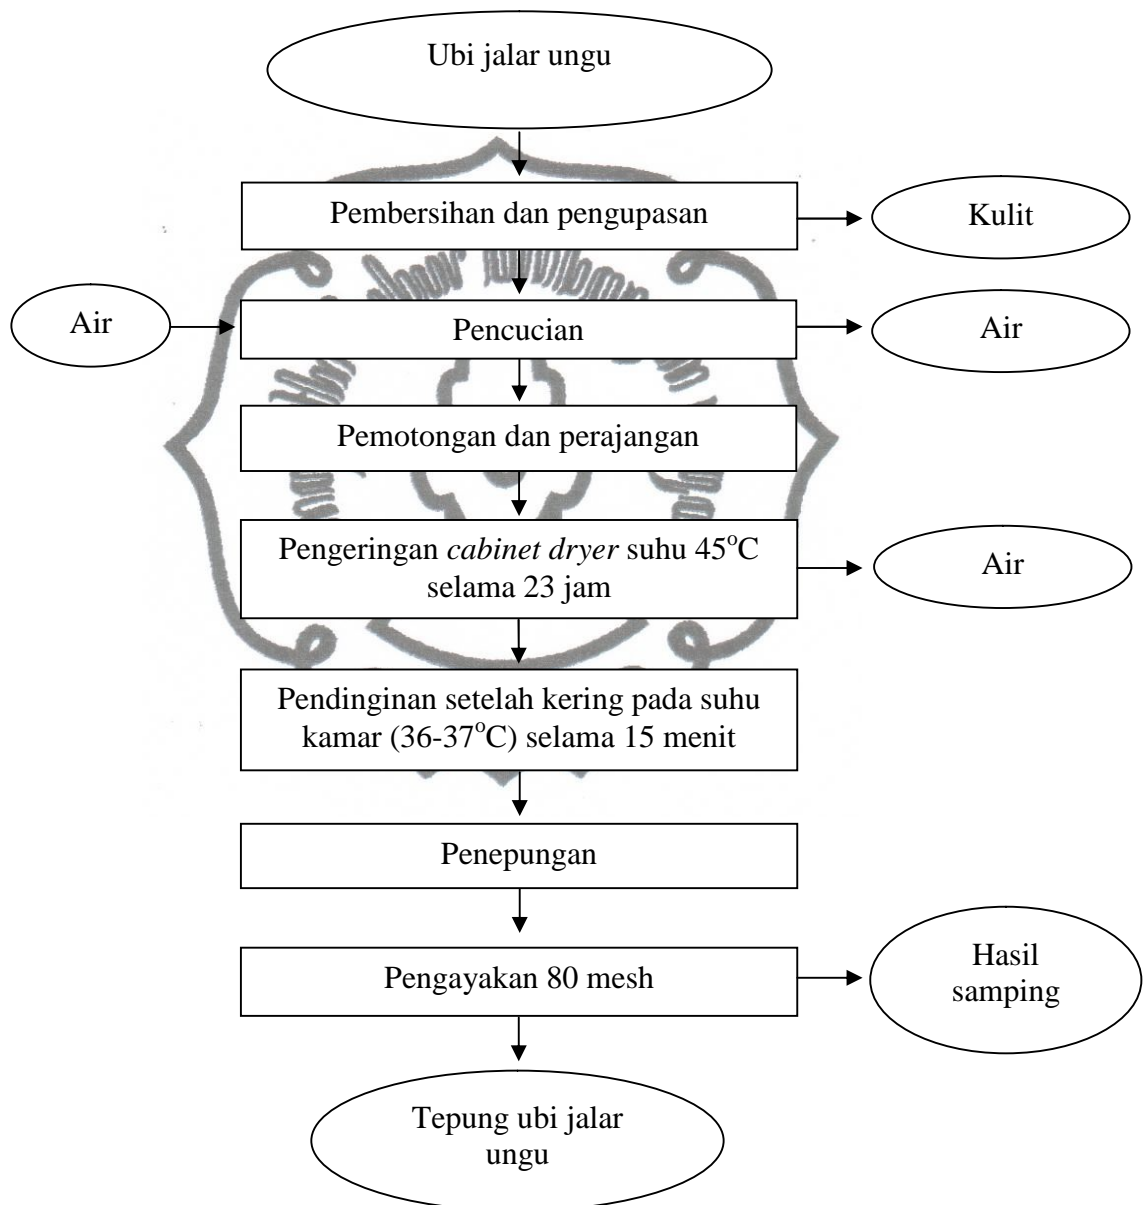 Ubi jalar ungu
Pembersihan dan pengupasan
Kulit
Air
Pencucian
Air
Pemotongan dan perajangan
Pengeringan cabinet dryer suhu 45°C
selama 23 jam
Air
Pendinginan setelah kering pada suhu
kamar (36-37°C) selama 15 menit
Penepungan
Pengayakan 80 mesh
Hasil
samping
Tepung ubi jalar
ungu